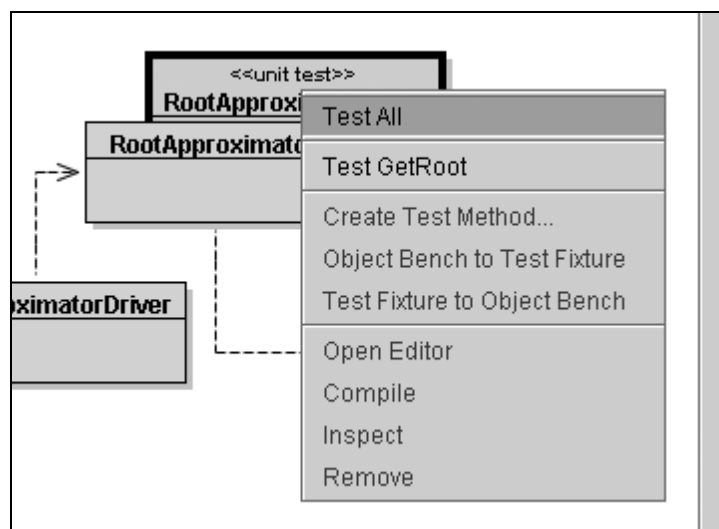 <<unit test>>
RootApproxi
RootApproximato
Test All
Test GetRoot
Create Test Method...
Object Bench to Test Fixture
Test Fixture to Object Bench
ximatorDriver
Open Editor
Compile
Inspect
Remove